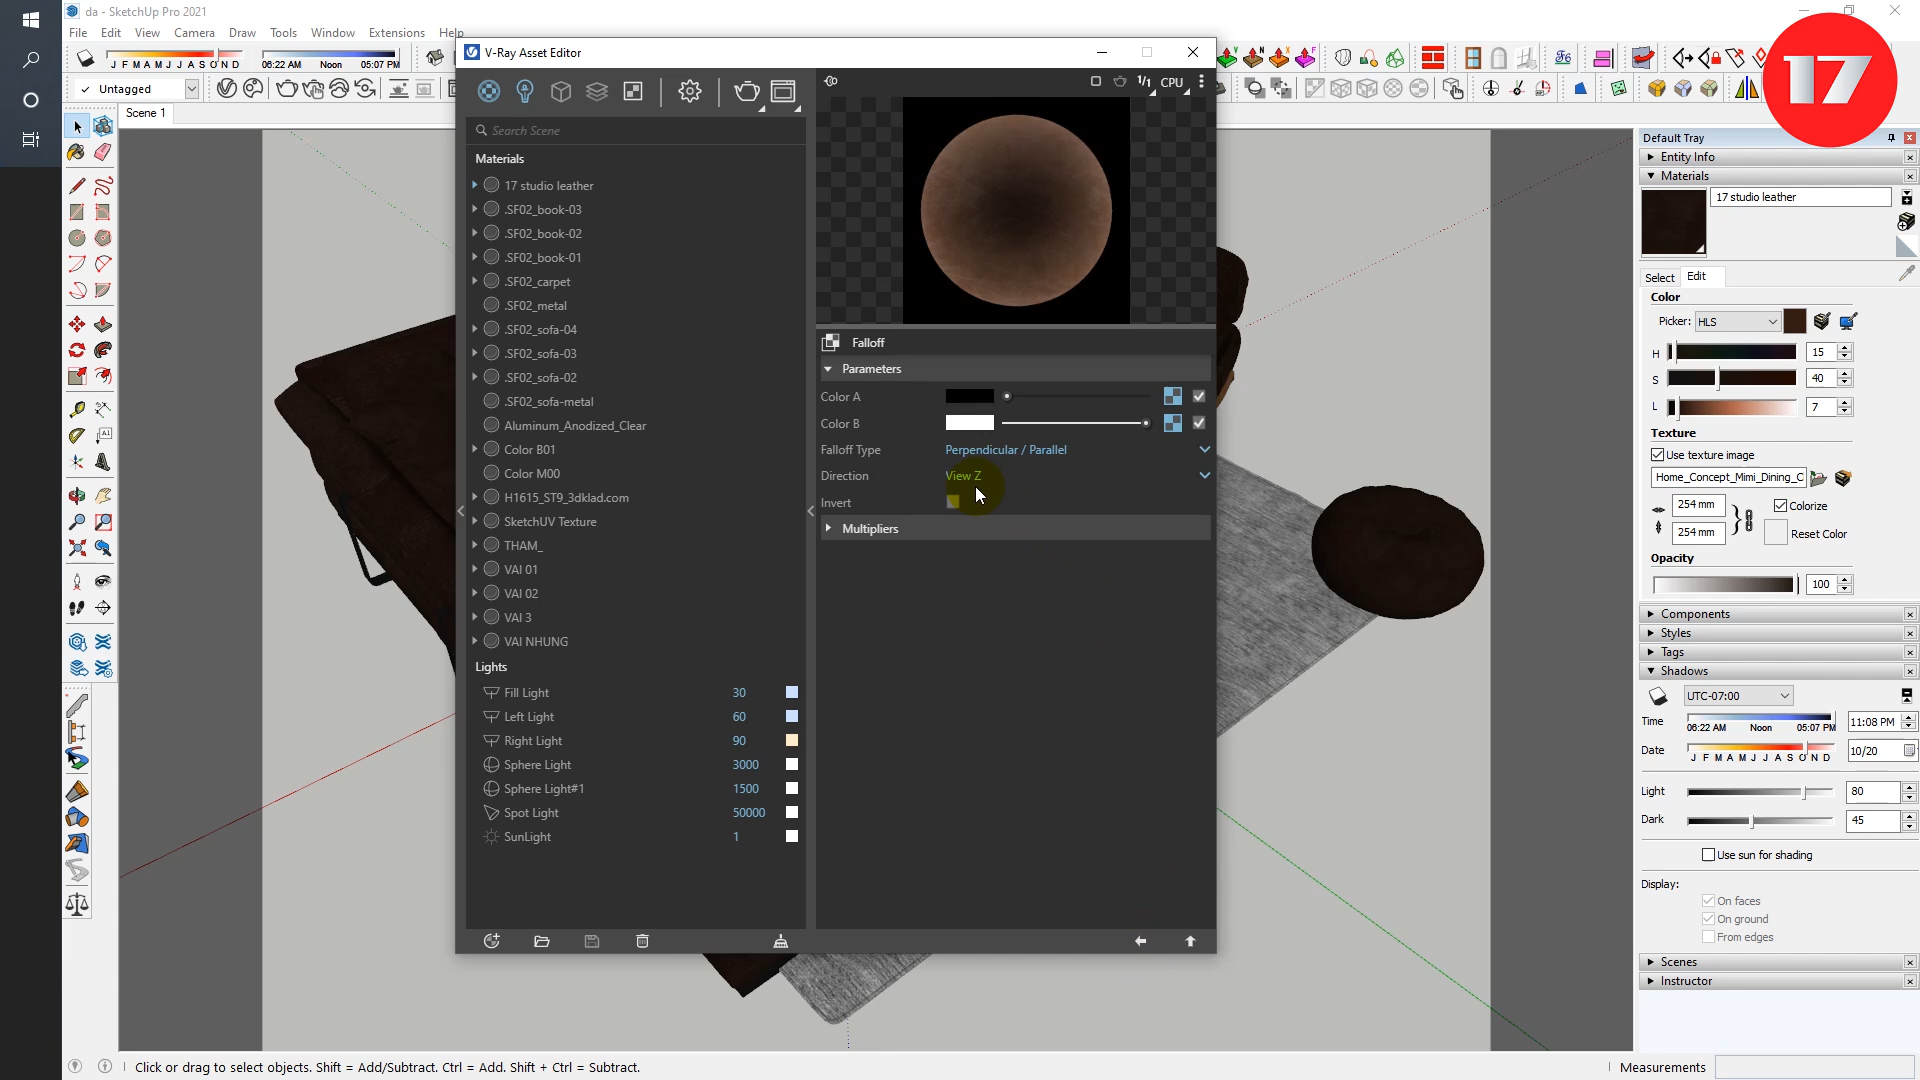 da - SketchUp Pro 2021
File Edit View Camera Draw Tools Window Extensions Help
J F M A M J J A S O N D 06:22 AM Noon 05:07 PM
Untagged
Scene 1
17
V-Ray Asset Editor
1/1 CPU
Search Scene
Materials
17 studio leather
.SF02_book-03
.SF02_book-02
.SF02_book-01
.SF02_carpet
.SF02_metal
.SF02_sofa-04
.SF02_sofa-03
.SF02_sofa-02
.SF02_sofa-metal
Aluminum_Anodized_Clear
Color B01
Color M00
H1615_ST9_3dklad.com
SketchUV Texture
THAM_
VAI 01
VAI 02
VAI 3
VAI NHUNG
Lights
Fill Light 30
Left Light 60
Right Light 90
Sphere Light 3000
Sphere Light#1 1500
Spot Light 50000
SunLight 1
Falloff
Parameters
Color A
Color B
Falloff Type Perpendicular / Parallel
Direction View Z
Invert
Multipliers
Default Tray
Entity Info
Materials
17 studio leather
Select Edit
Color
Picker: HLS
H 15
S 40
L 7
Texture
Use texture image
Home_Concept_Mimi_Dining_C
254 mm Colorize
254 mm Reset Color
Opacity
100
Components
Styles
Tags
Shadows
UTC-07:00
Time 06:22 AM Noon 05:07 PM 11:08 PM
Date J F M A M J J A S O N D 10/20
Light 80
Dark 45
Use sun for shading
Display:
On faces
On ground
From edges
Scenes
Instructor
Click or drag to select objects. Shift = Add/Subtract. Ctrl = Add. Shift + Ctrl = Subtract.
Measurements